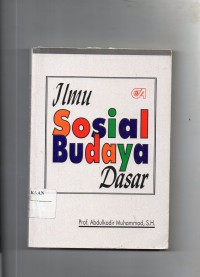 Ilmu
Sosial
Budaya
Dasar
Prof. Abdulkadir Muhammad, S.H.